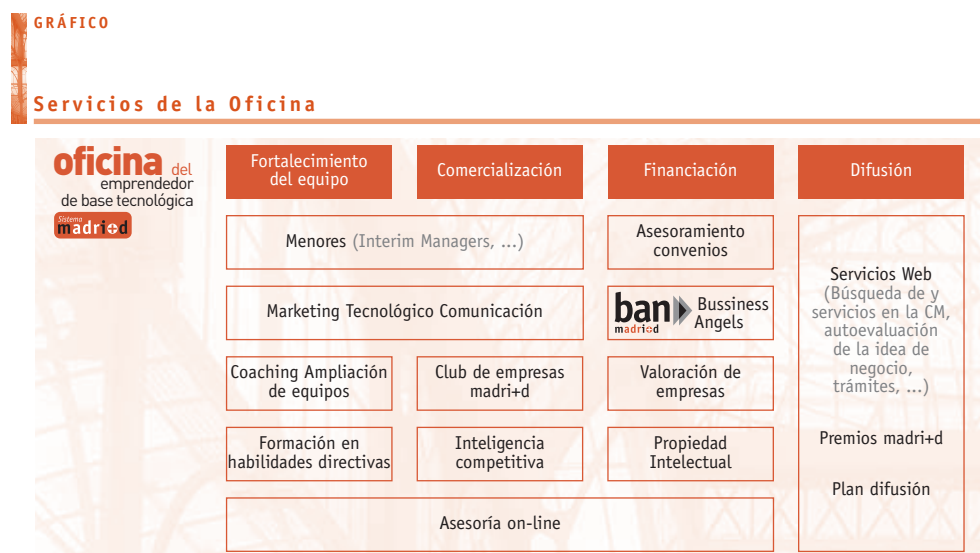 GRÁFICO
Servicios de la Oficina
oficina del
emprendedor
de base tecnológica
Sistema
madri+d
Fortalecimiento
del equipo
Comercialización
Financiación
Difusión
Menores (Interim Managers, ...)
Asesoramiento
convenios
Marketing Tecnológico Comunicación
ban
madri+d
Bussiness
Angels
Servicios Web
(Búsqueda de y
servicios en la CM,
autoevaluación
de la idea de
negocio,
trámites, ...)
Coaching Ampliación
de equipos
Club de empresas
madri+d
Valoración de
empresas
Formación en
habilidades directivas
Inteligencia
competitiva
Propiedad
Intelectual
Premios madri+d
Plan difusión
Asesoría on-line